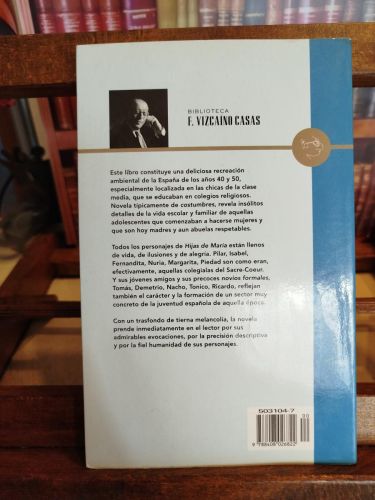 BIBLIOTECA
F. VIZCAINO CASAS
Este libro constituye una deliciosa recreación
ambiental de la España de los años 40 y 50,
especialmente localizada en las chicas de la clase
media, que se educaban en colegios religiosos.
Novela típicamente de costumbres, revela insólitos
detalles de la vida escolar y familiar de aquellas
adolescentes que comenzaban a hacerse mujeres y
que son hoy madres y aun abuelas respetables.
Todos los personajes de Hijas de María están llenos
de vida, de ilusiones y de alegría. Pilar, Isabel,
Fernandita, Nuria, Margarita, Piedad son como eran,
efectivamente, aquellas colegialas del Sacre-Coeur.
Y sus jóvenes amigos y sus precoces novios formales,
Tomás, Demetrio, Nacho, Tonico, Ricardo, reflejan
también el carácter y la formación de un sector muy
concreto de la juventud española de aquella época.
Con un trasfondo de tierna melancolía, la novela
prende inmediatamente en el lector por sus
admirables evocaciones, por la precisión descriptiva
y por la fiel humanidad de sus personajes.
503104-7
00
9 788408 026822